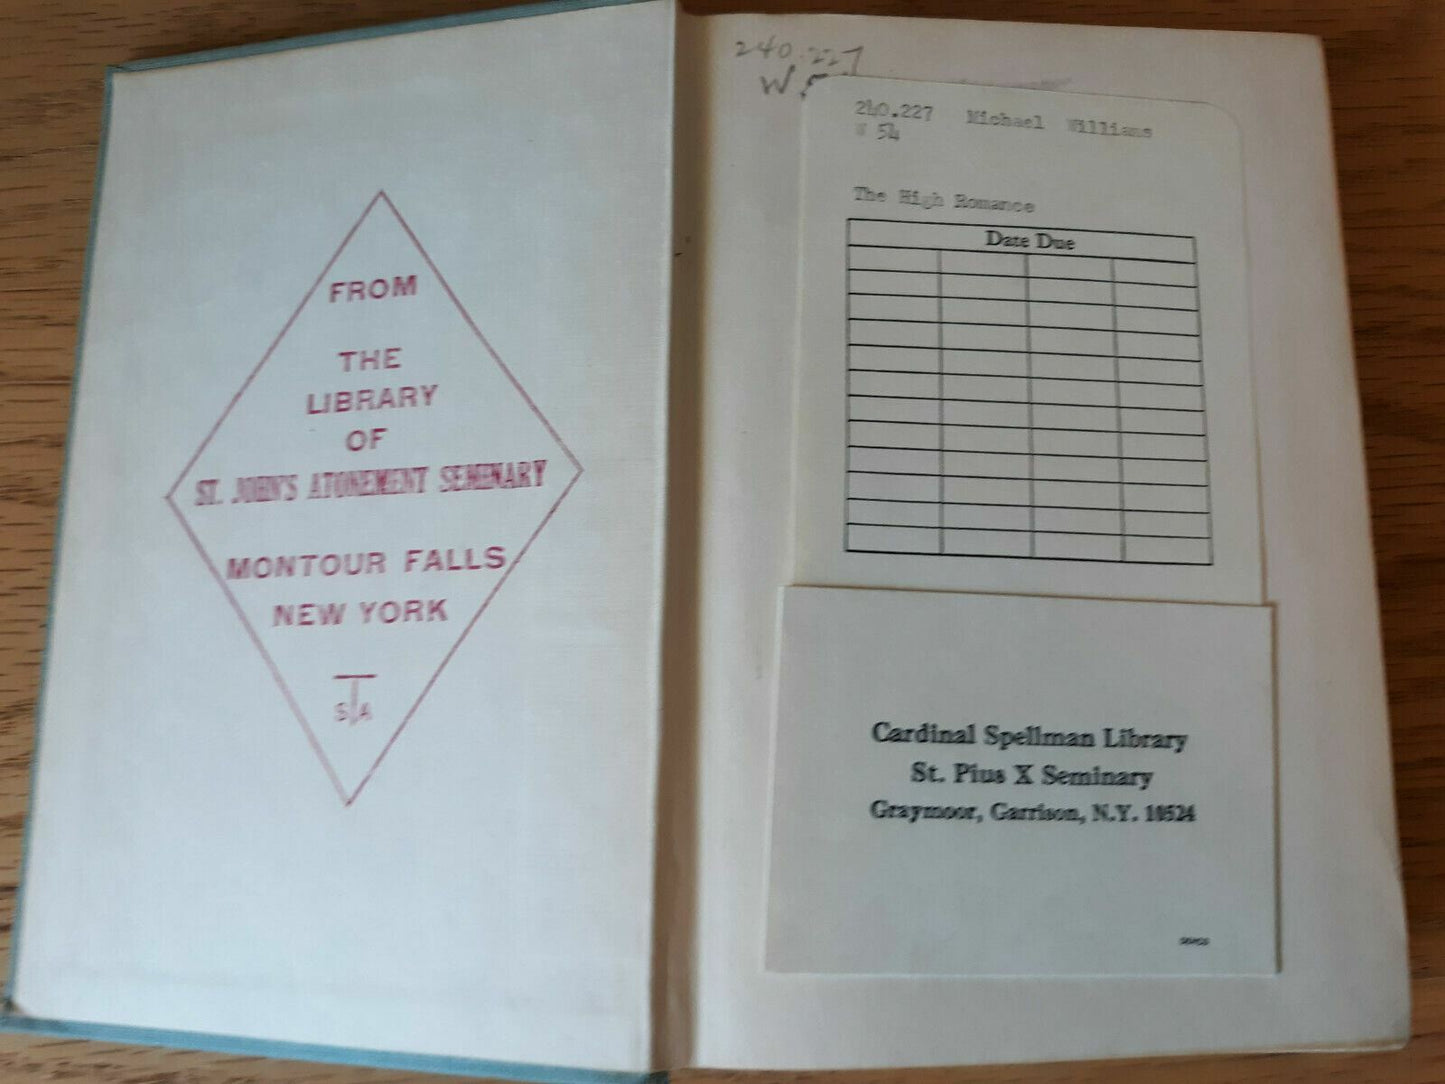 FROM
THE
LIBRARY
OF
ST. JOHN'S ATONEMENT SEMINARY
MONTOUR FALLS
NEW YORK
S A
240.227
W 5
240.227 Michael Williams
W 54
The High Romance
Date Due
Cardinal Spellman Library
St. Pius X Seminary
Graymoor, Garrison, N.Y. 10524